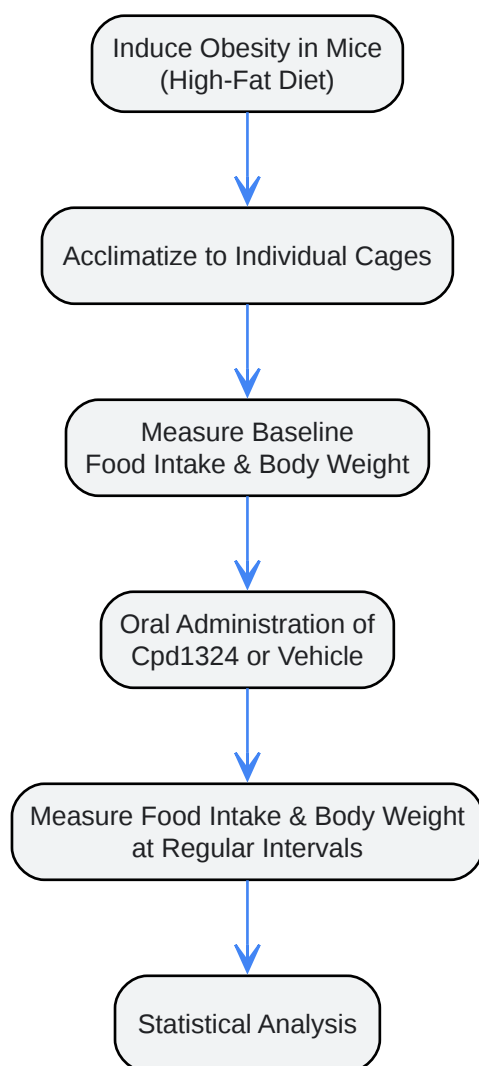 Induce Obesity in Mice
(High-Fat Diet)
Acclimatize to Individual Cages
Measure Baseline
Food Intake & Body Weight
Oral Administration of
Cpd1324 or Vehicle
Measure Food Intake & Body Weight
at Regular Intervals
Statistical Analysis